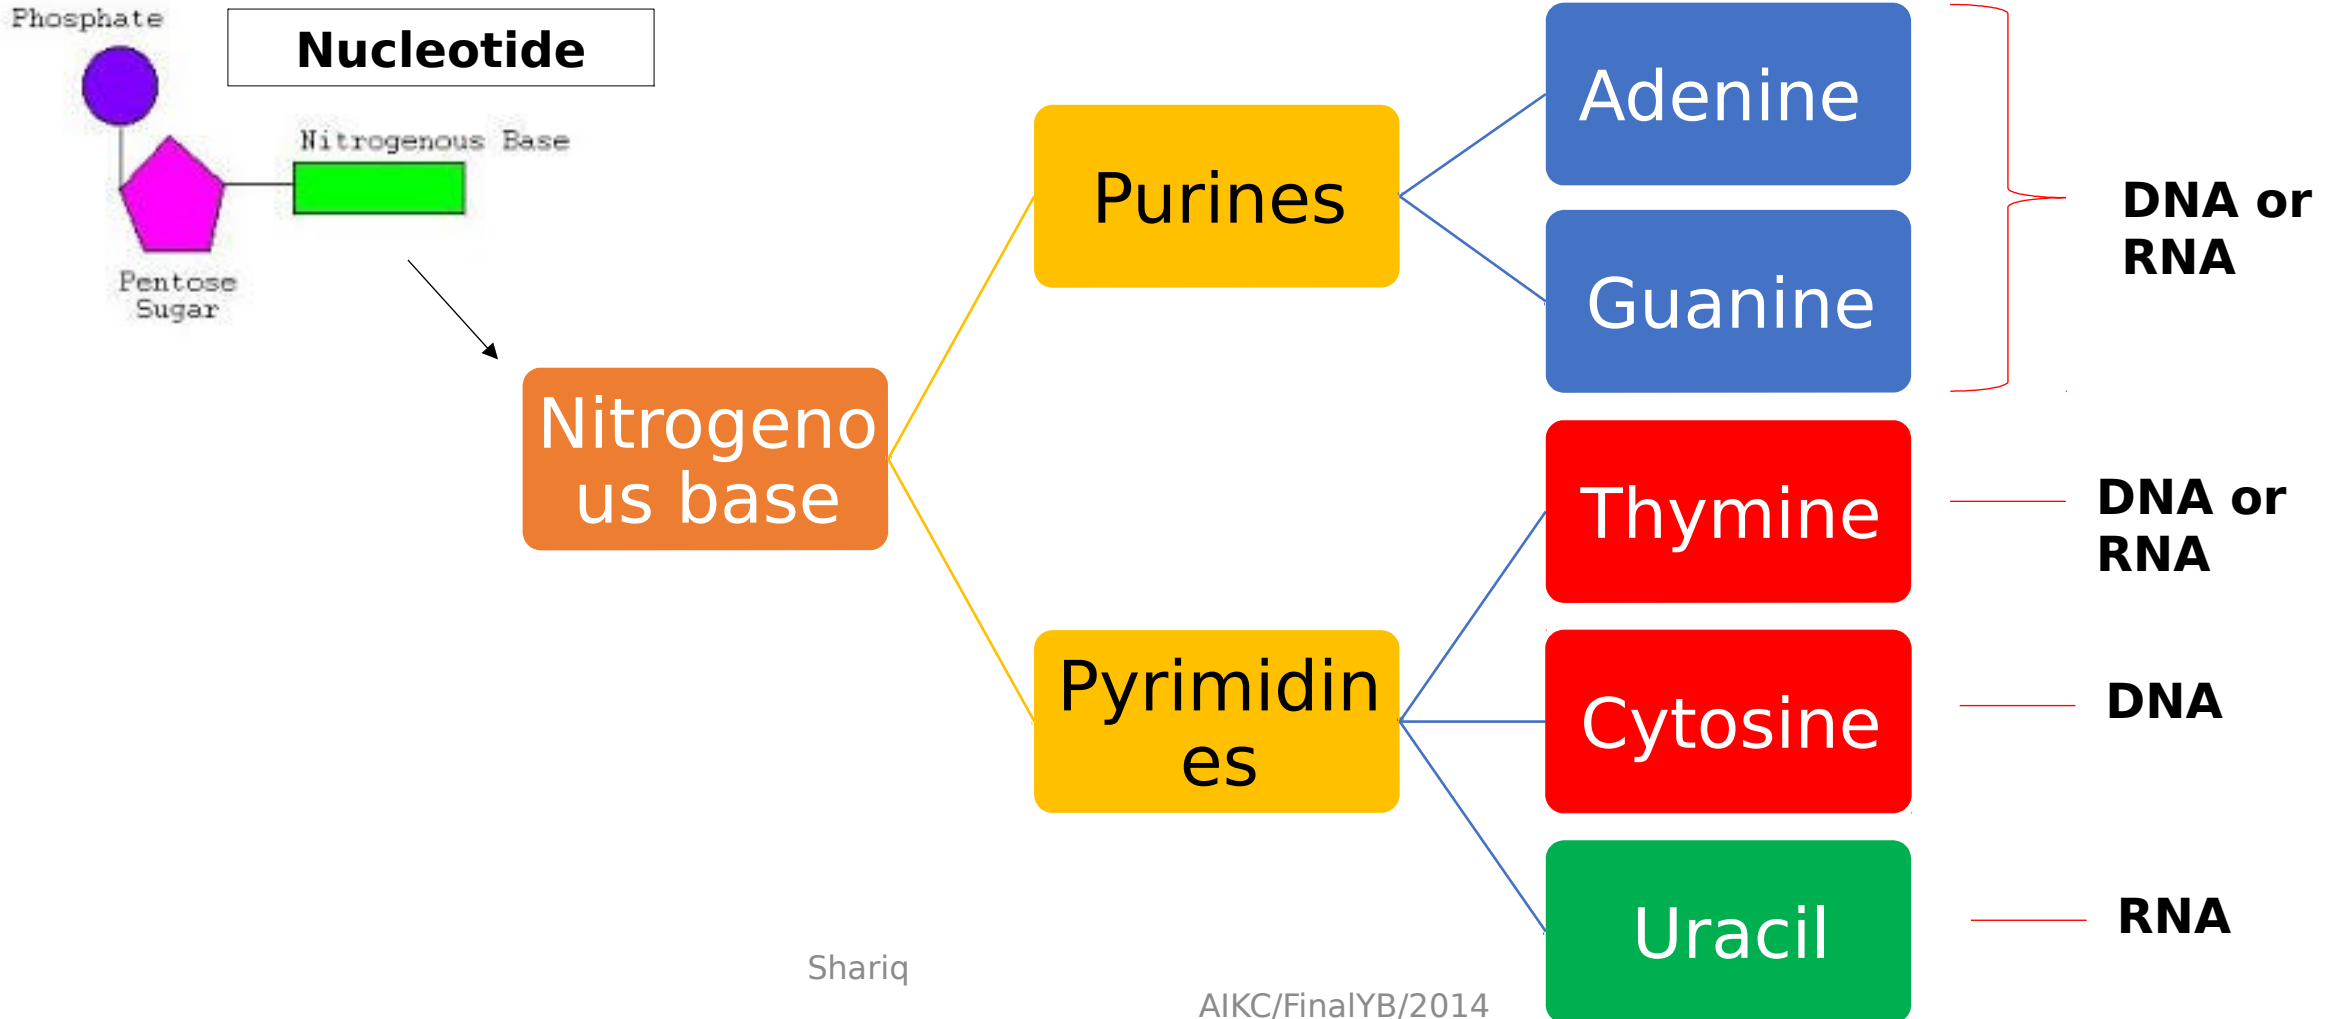 Phosphate
Nucleotide
Nitrogenous Base
Pentose
Sugar
Nitrogeno
us base
Purines
Pyrimidin
es
Adenine
Guanine
Thymine
Cytosine
Uracil
DNA or
RNA
DNA or
RNA
DNA
RNA
Shariq
AIKC/FinalYB/2014